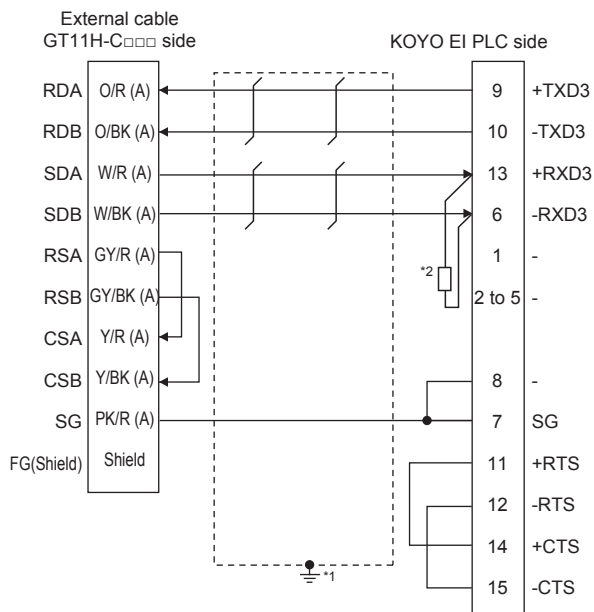 External cable
GT11H-C□□□ side
KOYO EI PLC side
RDA O/R (A) 9 +TXD3
RDB O/BK (A) 10 -TXD3
SDA W/R (A) 13 +RXD3
SDB W/BK (A) 6 -RXD3
RSA GY/R (A) 1 -
*2
RSB GY/BK (A) 2 to 5 -
CSA Y/R (A)
CSB Y/BK (A) 8 -
SG PK/R (A) 7 SG
FG(Shield) Shield 11 +RTS
12 -RTS
14 +CTS
*1
15 -CTS